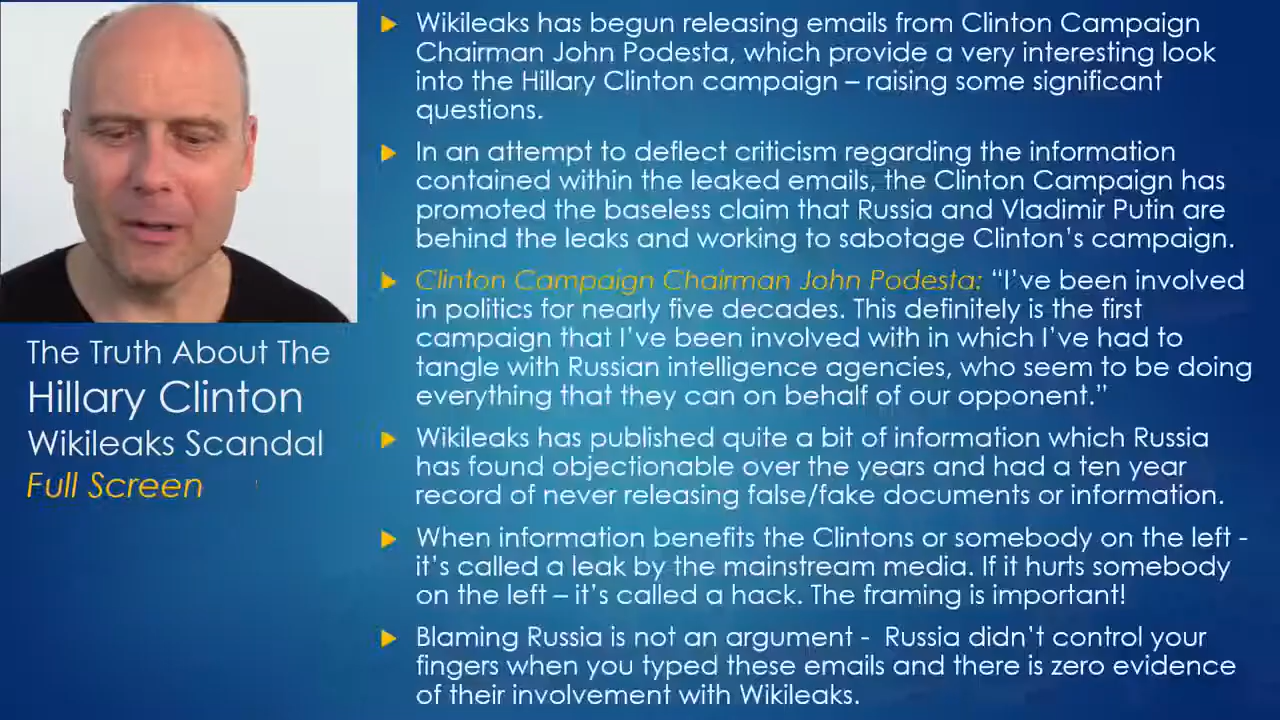 The Truth About The
Hillary Clinton
Wikileaks Scandal
Full Screen
Wikileaks has begun releasing emails from Clinton Campaign
Chairman John Podesta, which provide a very interesting look
into the Hillary Clinton campaign – raising some significant
questions.
In an attempt to deflect criticism regarding the information
contained within the leaked emails, the Clinton Campaign has
promoted the baseless claim that Russia and Vladimir Putin are
behind the leaks and working to sabotage Clinton’s campaign.
Clinton Campaign Chairman John Podesta: “I’ve been involved
in politics for nearly five decades. This definitely is the first
campaign that I’ve been involved with in which I’ve had to
tangle with Russian intelligence agencies, who seem to be doing
everything that they can on behalf of our opponent.”
Wikileaks has published quite a bit of information which Russia
has found objectionable over the years and had a ten year
record of never releasing false/fake documents or information.
When information benefits the Clintons or somebody on the left -
it’s called a leak by the mainstream media. If it hurts somebody
on the left – it’s called a hack. The framing is important!
Blaming Russia is not an argument - Russia didn’t control your
fingers when you typed these emails and there is zero evidence
of their involvement with Wikileaks.